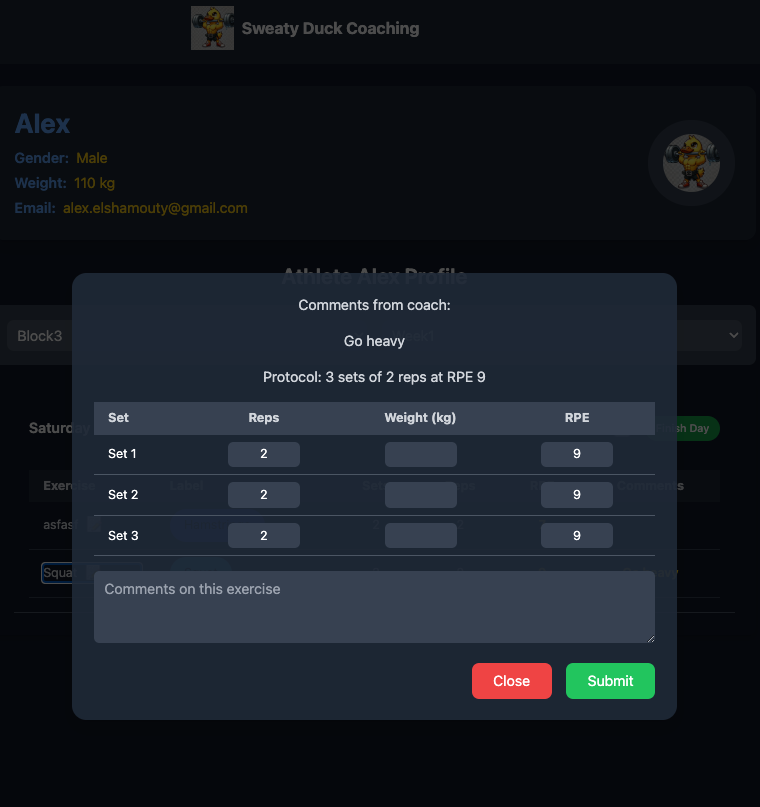 Sweaty Duck Coaching
Alex
Gender: Male
Weight: 110 kg
Email: alex.elshamouty@gmail.com
Athlete Alex Profile
Block3
Comments from coach:
Go heavy
Protocol: 3 sets of 2 reps at RPE 9
Saturday
Finish Day
Set Reps Weight (kg) RPE
Set 1 2 9
Set 2 2 9
Set 3 2 9
Exercise Label Comments
asfast
Squat
Comments on this exercise
Close Submit